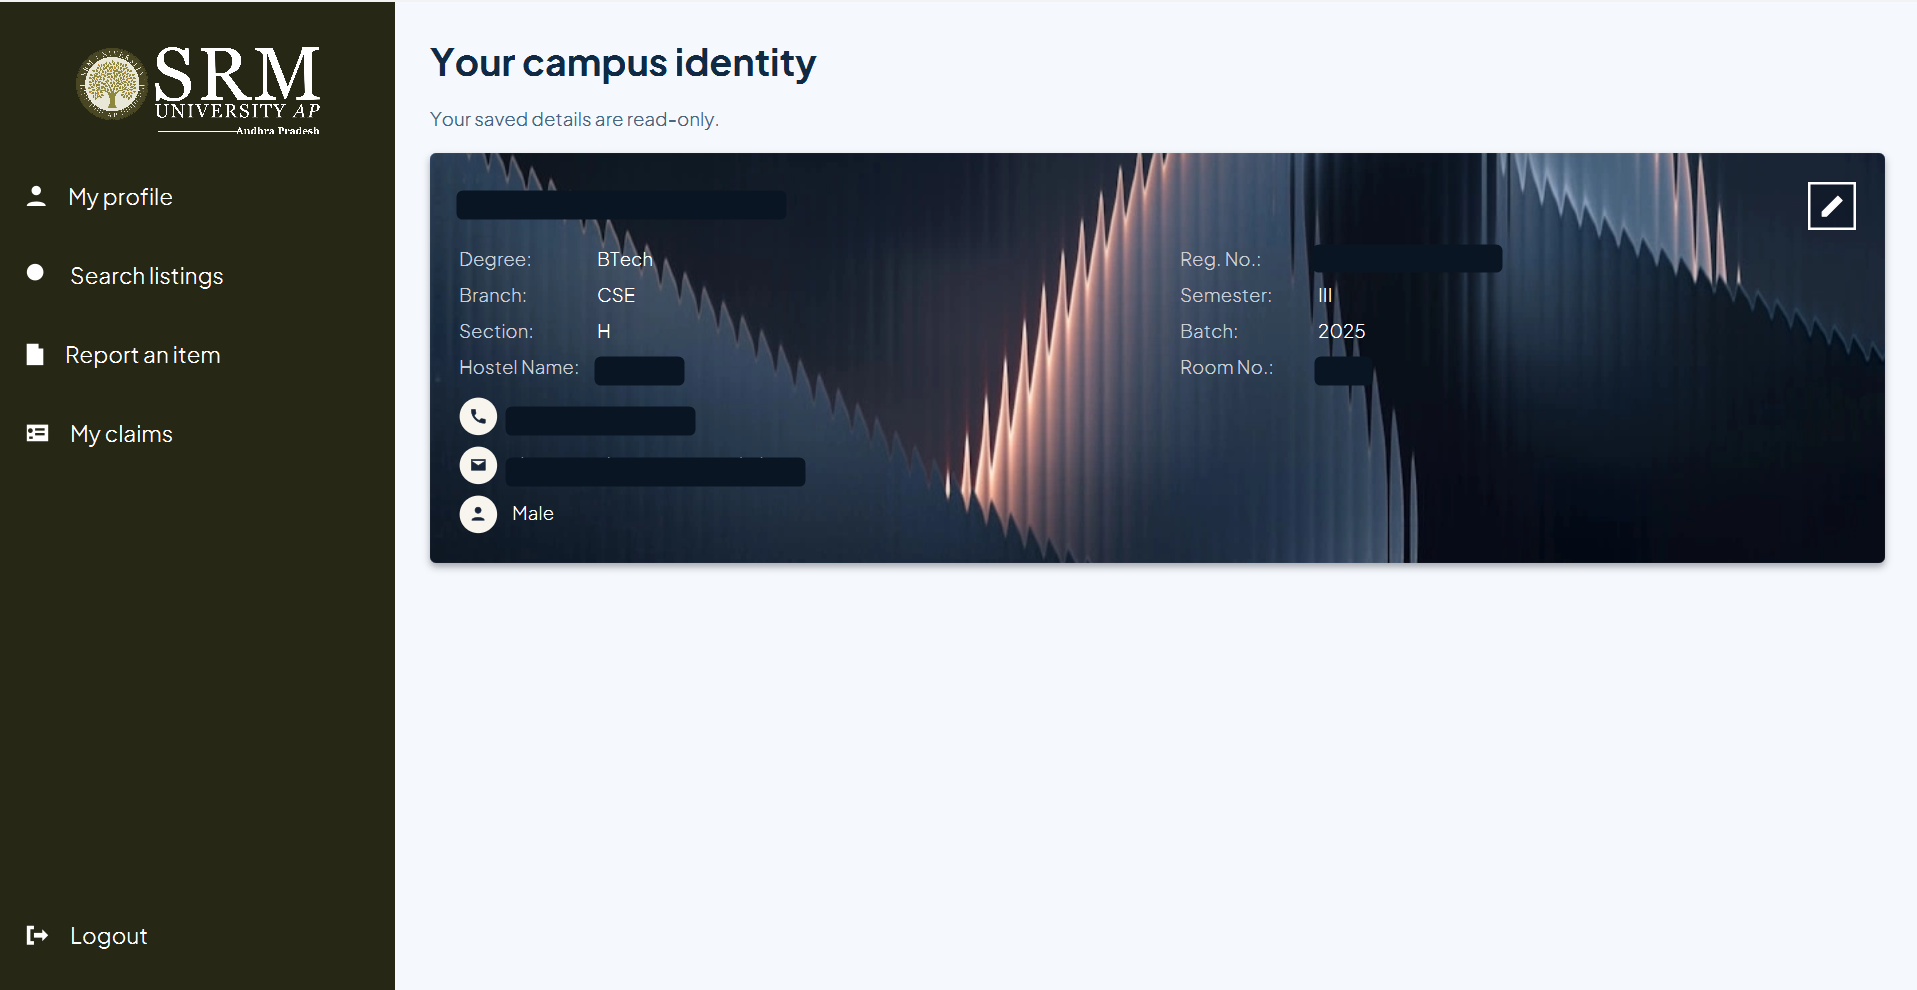 SRM
UNIVERSITY AP
Andhra Pradesh
My profile
Search listings
Report an item
My claims
Logout
Your campus identity
Your saved details are read-only.
Degree: BTech
Branch: CSE
Section: H
Hostel Name:
Reg. No.:
Semester: III
Batch: 2025
Room No.:
Male